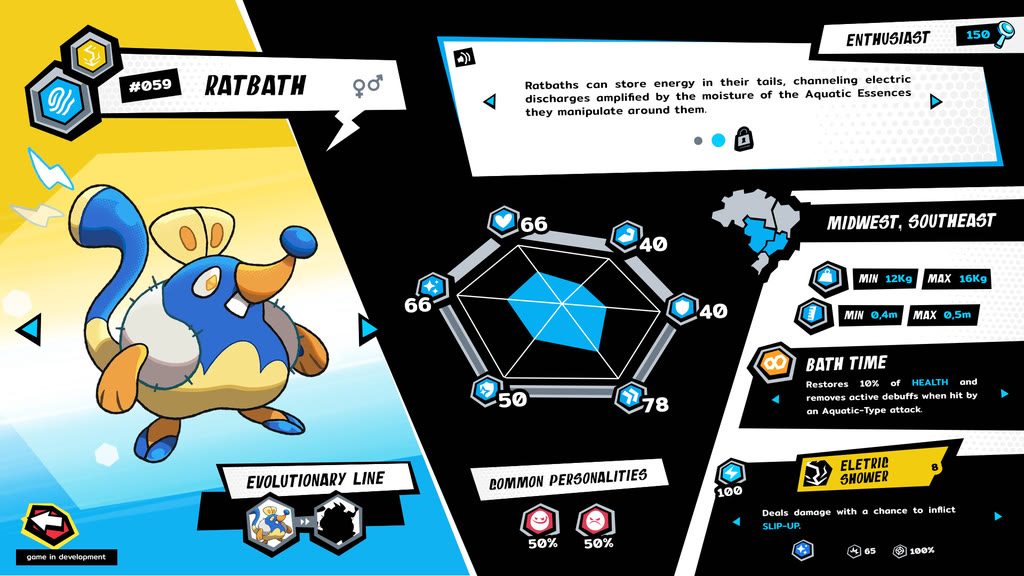 #059
RATBATH
ENTHUSIAST
150
Ratbaths can store energy in their tails, channeling electric
discharges amplified by the moisture of the Aquatic Essences
they manipulate around them.
66
40
66
40
50
78
MIDWEST, SOUTHEAST
MIN 12Kg
MAX 16Kg
MIN 0,4m
MAX 0,5m
BATH TIME
Restores 10% of HEALTH and
removes active debuffs when hit by
an Aquatic-Type attack.
100
ELETRIC
SHOWER
8
Deals damage with a chance to inflict
SLIP-UP.
65
100%
COMMON PERSONALITIES
50%
50%
EVOLUTIONARY LINE
game in development